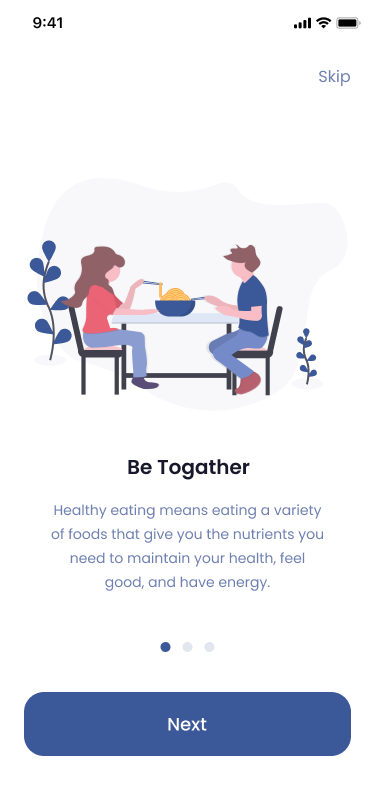 9:41
Skip
Be Togather
Healthy eating means eating a variety
of foods that give you the nutrients you
need to maintain your health, feel
good, and have energy.
Next